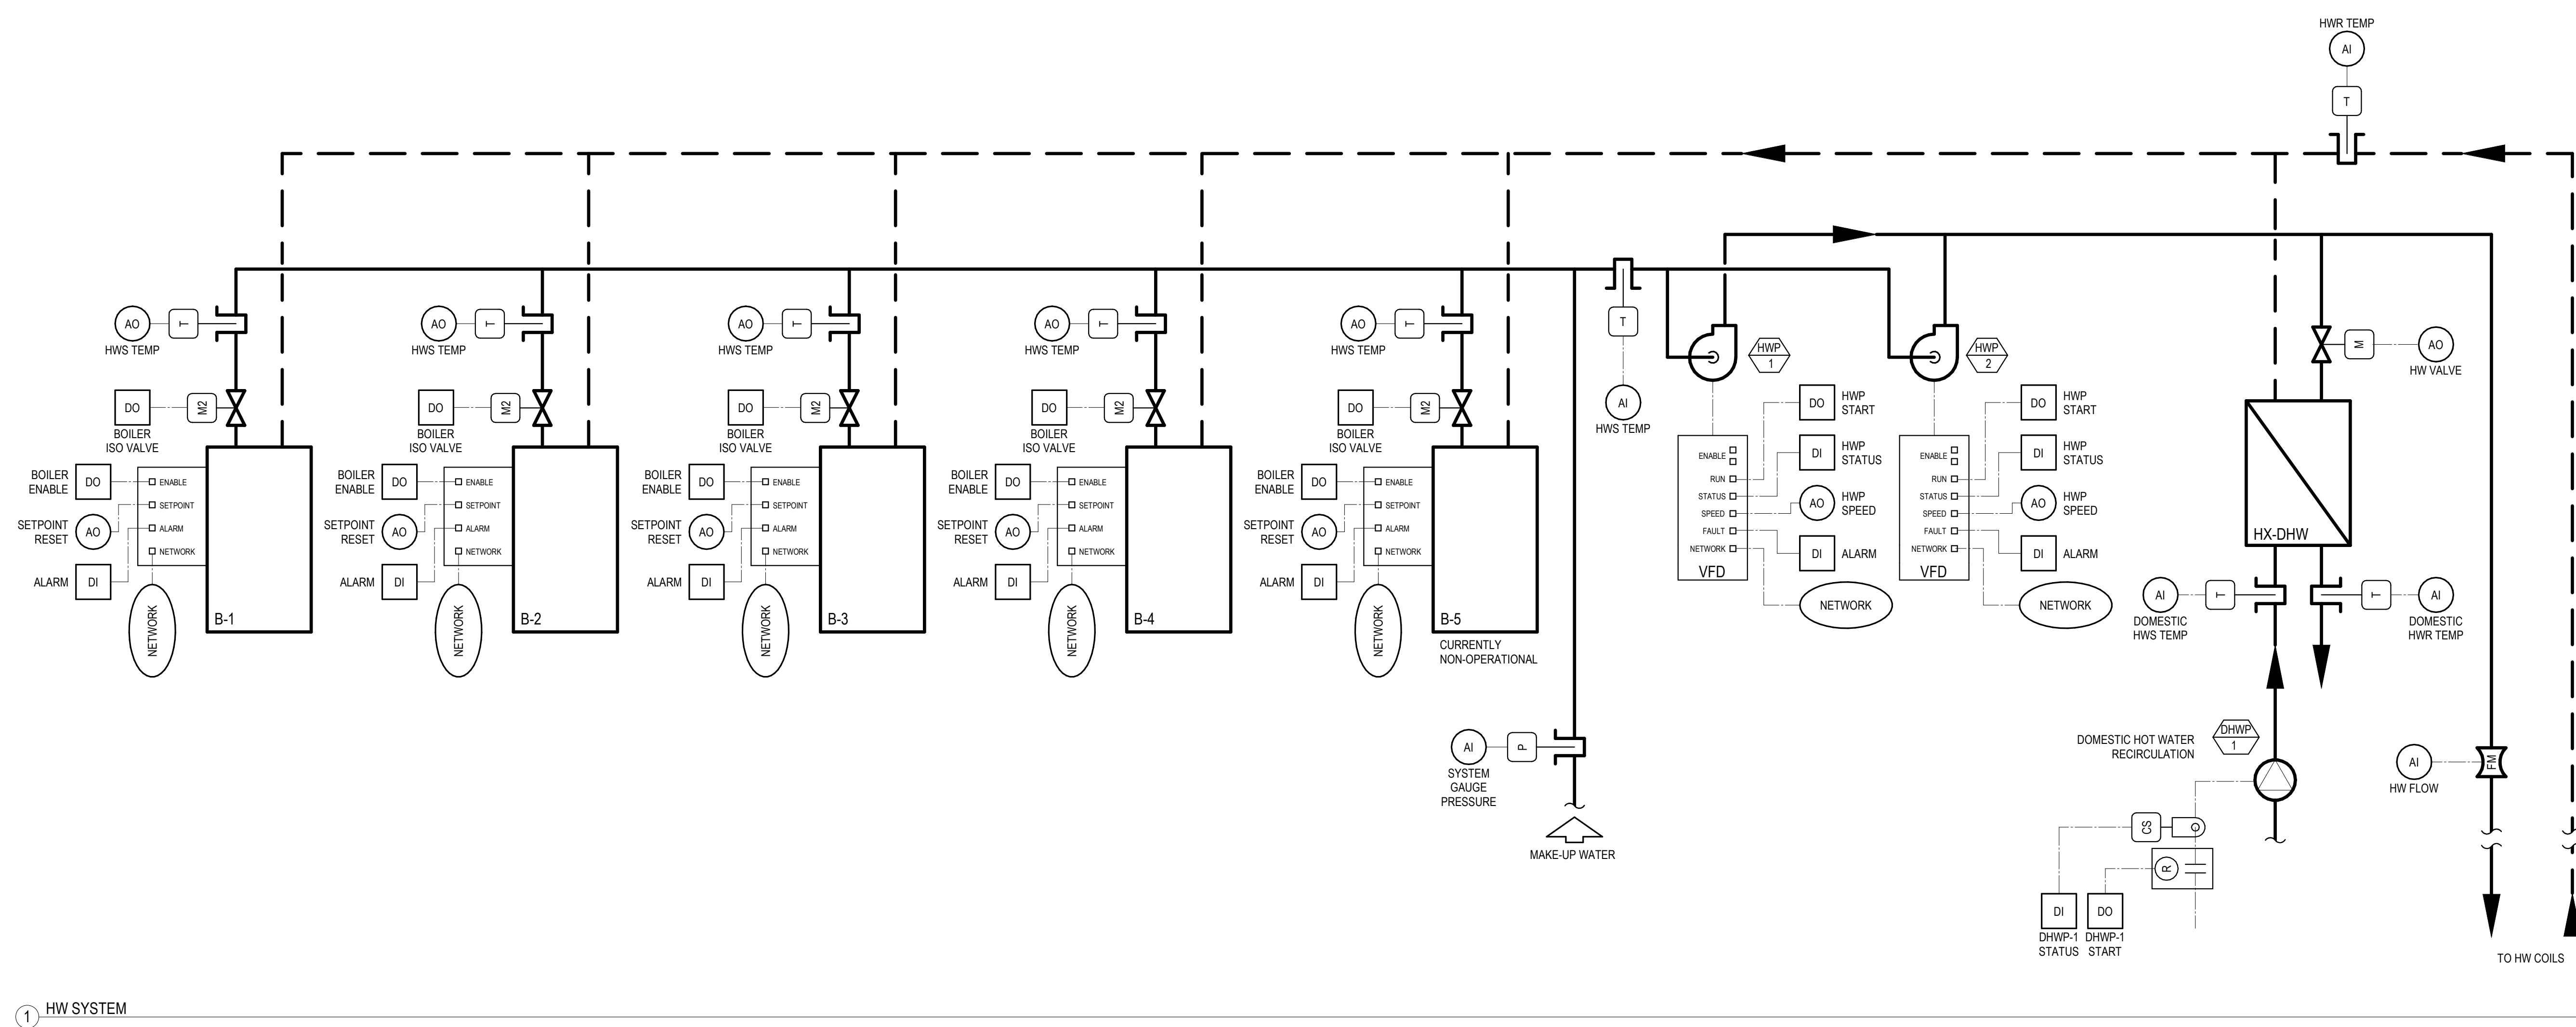 HWR TEMP
AI
T
AO
T
HWS TEMP
AO
T
HWS TEMP
AO
T
HWS TEMP
AO
T
HWS TEMP
AO
T
HWS TEMP
DO
M2
BOILER
ISO VALVE
DO
M2
BOILER
ISO VALVE
DO
M2
BOILER
ISO VALVE
DO
M2
BOILER
ISO VALVE
DO
M2
BOILER
ISO VALVE
BOILER
ENABLE
DO
ENABLE
SETPOINT
SETPOINT
RESET
AO
ALARM
NETWORK
ALARM
DI
NETWORK
B-1
BOILER
ENABLE
DO
ENABLE
SETPOINT
SETPOINT
RESET
AO
ALARM
NETWORK
ALARM
DI
NETWORK
B-2
BOILER
ENABLE
DO
ENABLE
SETPOINT
SETPOINT
RESET
AO
ALARM
NETWORK
ALARM
DI
NETWORK
B-3
BOILER
ENABLE
DO
ENABLE
SETPOINT
SETPOINT
RESET
AO
ALARM
NETWORK
ALARM
DI
NETWORK
B-4
BOILER
ENABLE
DO
ENABLE
SETPOINT
SETPOINT
RESET
AO
ALARM
NETWORK
ALARM
DI
NETWORK
B-5
CURRENTLY
NON-OPERATIONAL
AI
P
SYSTEM
GAUGE
PRESSURE
MAKE-UP WATER
T
AI
HWS TEMP
HWP
1
DO
HWP
START
DI
HWP
STATUS
AO
HWP
SPEED
DI
ALARM
NETWORK
ENABLE
RUN
STATUS
SPEED
FAULT
NETWORK
VFD
HWP
2
DO
HWP
START
DI
HWP
STATUS
AO
HWP
SPEED
DI
ALARM
NETWORK
ENABLE
RUN
STATUS
SPEED
FAULT
NETWORK
VFD
M
AO
HW VALVE
HX-DHW
AI
T
DOMESTIC
HWS TEMP
T
AI
DOMESTIC
HWR TEMP
DOMESTIC HOT WATER
RECIRCULATION
DHWP
1
CS
R
DI
DHWP-1
STATUS
DO
DHWP-1
START
AI
FM
HW FLOW
TO HW COILS
1
HW SYSTEM